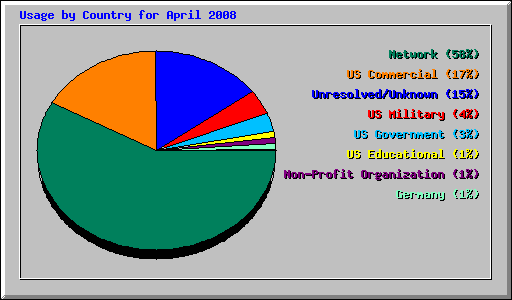 Usage by Country for April 2008
Network (58%)
US Commercial (17%)
Unresolved/Unknown (15%)
US Military (4%)
US Government (3%)
US Educational (1%)
Non-Profit Organization (1%)
Germany (1%)